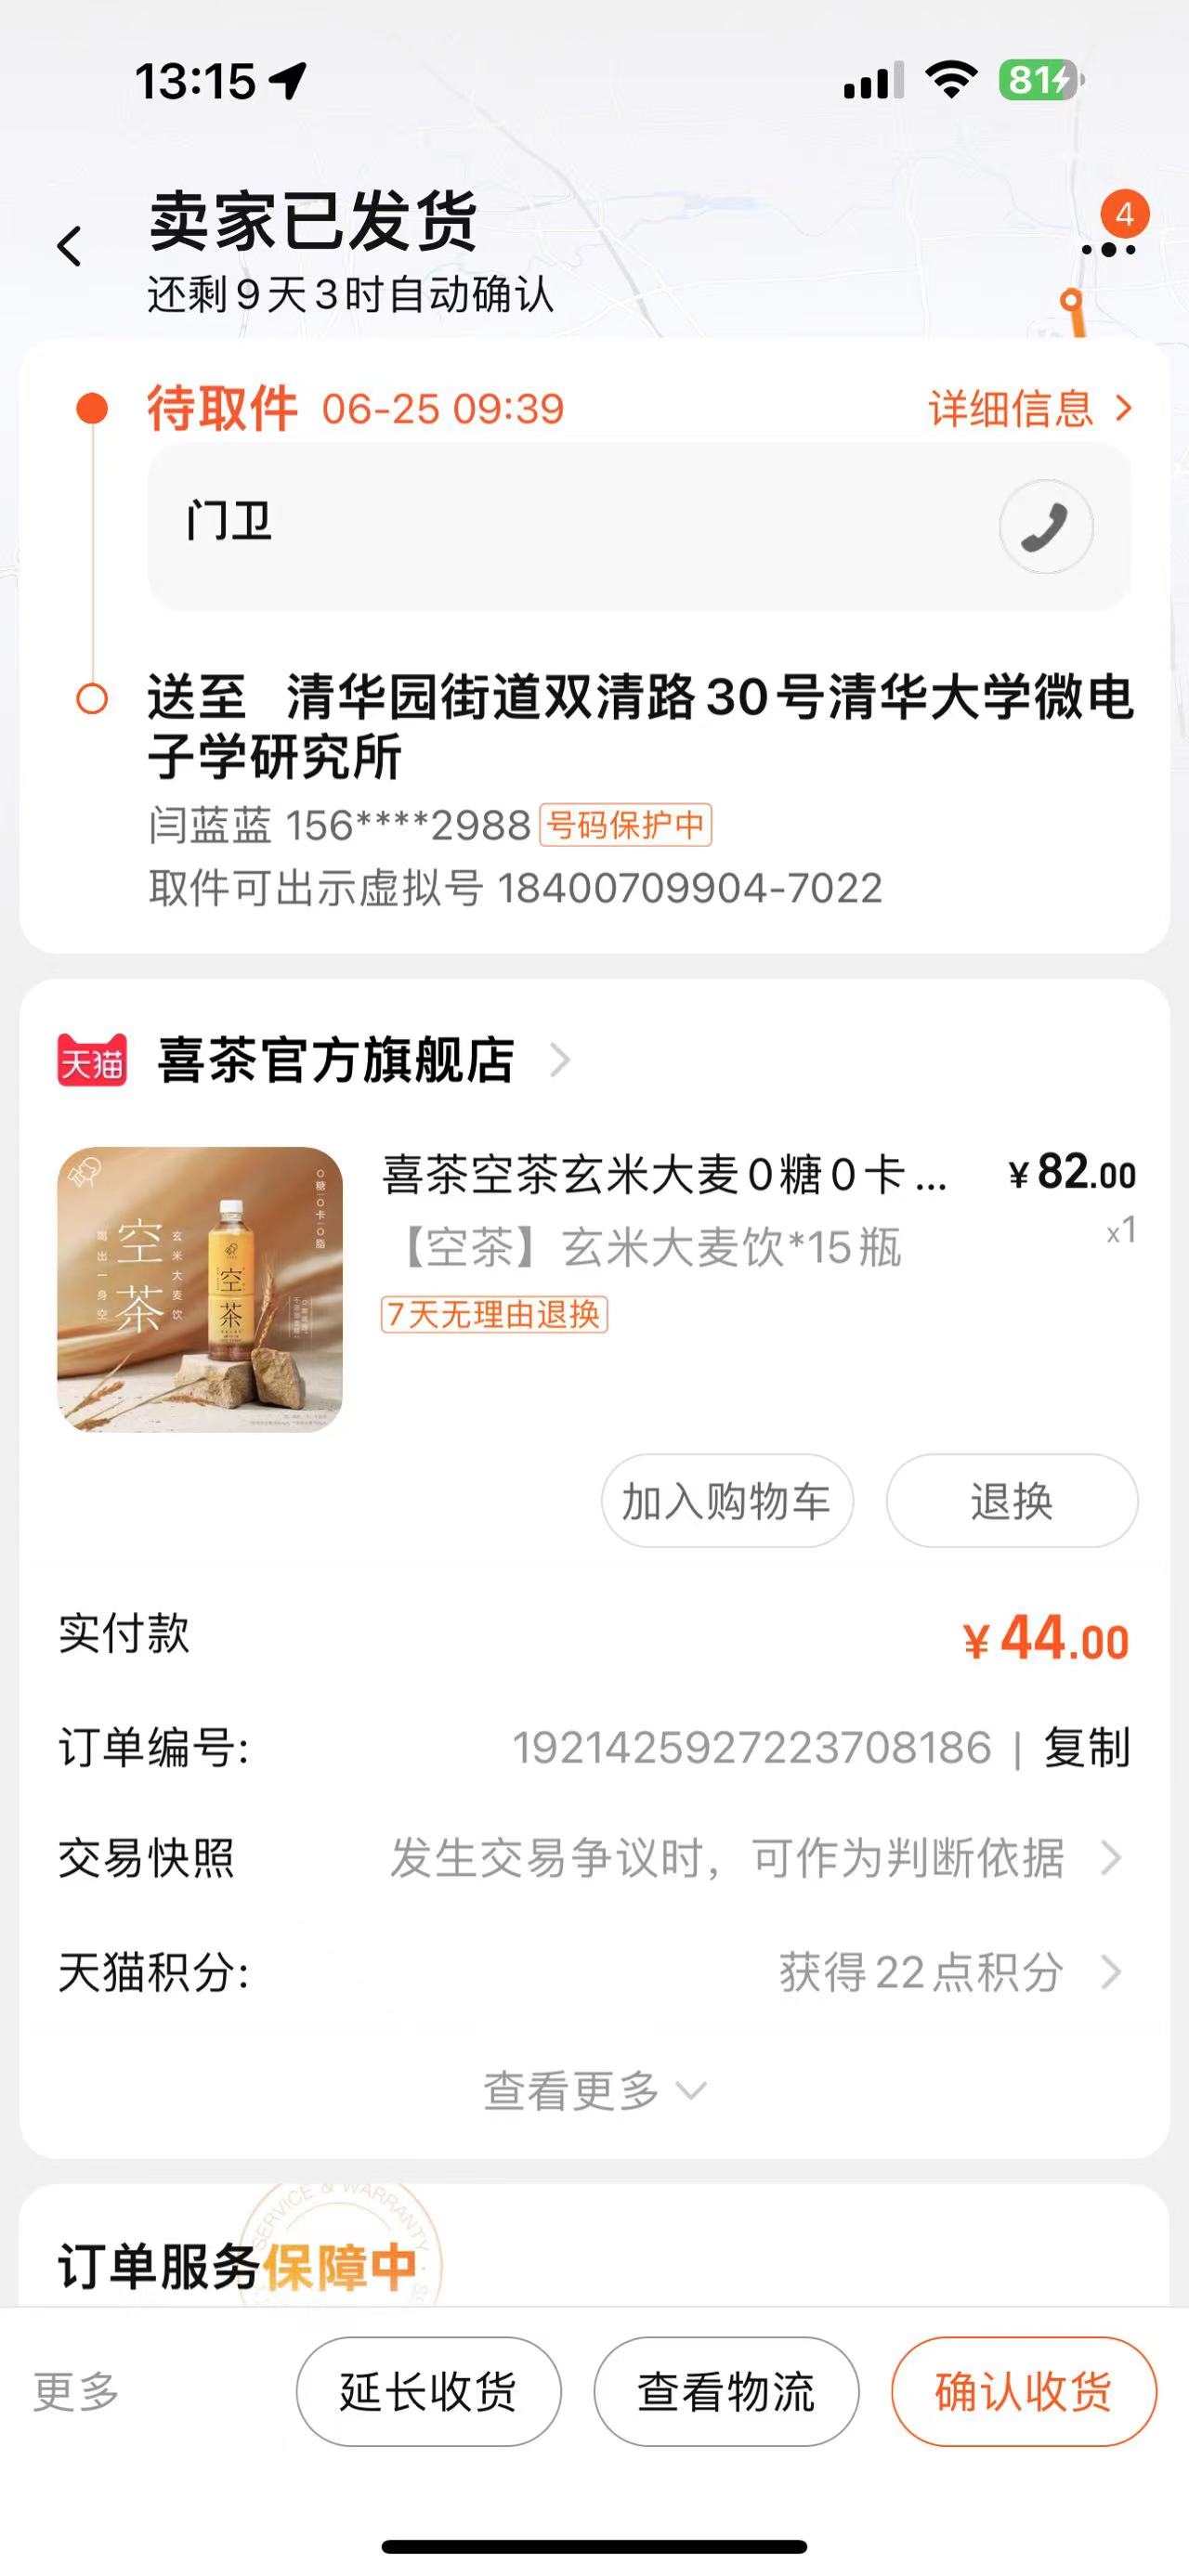 13:15
81
卖家已发货
4
还剩9天3时自动确认
待取件 06-25 09:39 详细信息
门卫
送至 清华园街道双清路30号清华大学微电
子学研究所
闫蓝蓝 156****2988 号码保护中
取件可出示虚拟号 18400709904-7022
天猫 喜茶官方旗舰店
空茶
喝出一身空
玄米大麦饮
0糖0卡0脂
空茶
喜茶空茶玄米大麦0糖0卡... ¥82.00
【空茶】玄米大麦饮*15瓶 x1
7天无理由退换
加入购物车 退换
实付款 ¥44.00
订单编号: 1921425927223708186 | 复制
交易快照 发生交易争议时，可作为判断依据
天猫积分: 获得22点积分
查看更多
SERVICE & WARRANTY
订单服务保障中
更多 延长收货 查看物流 确认收货